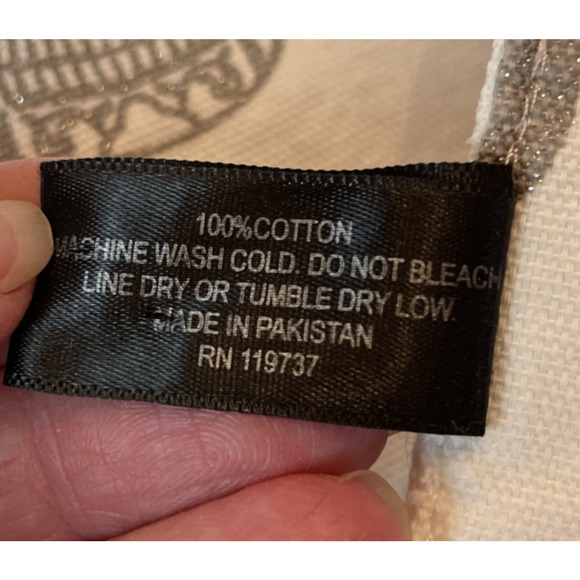 100%COTTON
MACHINE WASH COLD. DO NOT BLEACH
LINE DRY OR TUMBLE DRY LOW.
MADE IN PAKISTAN
RN 119737